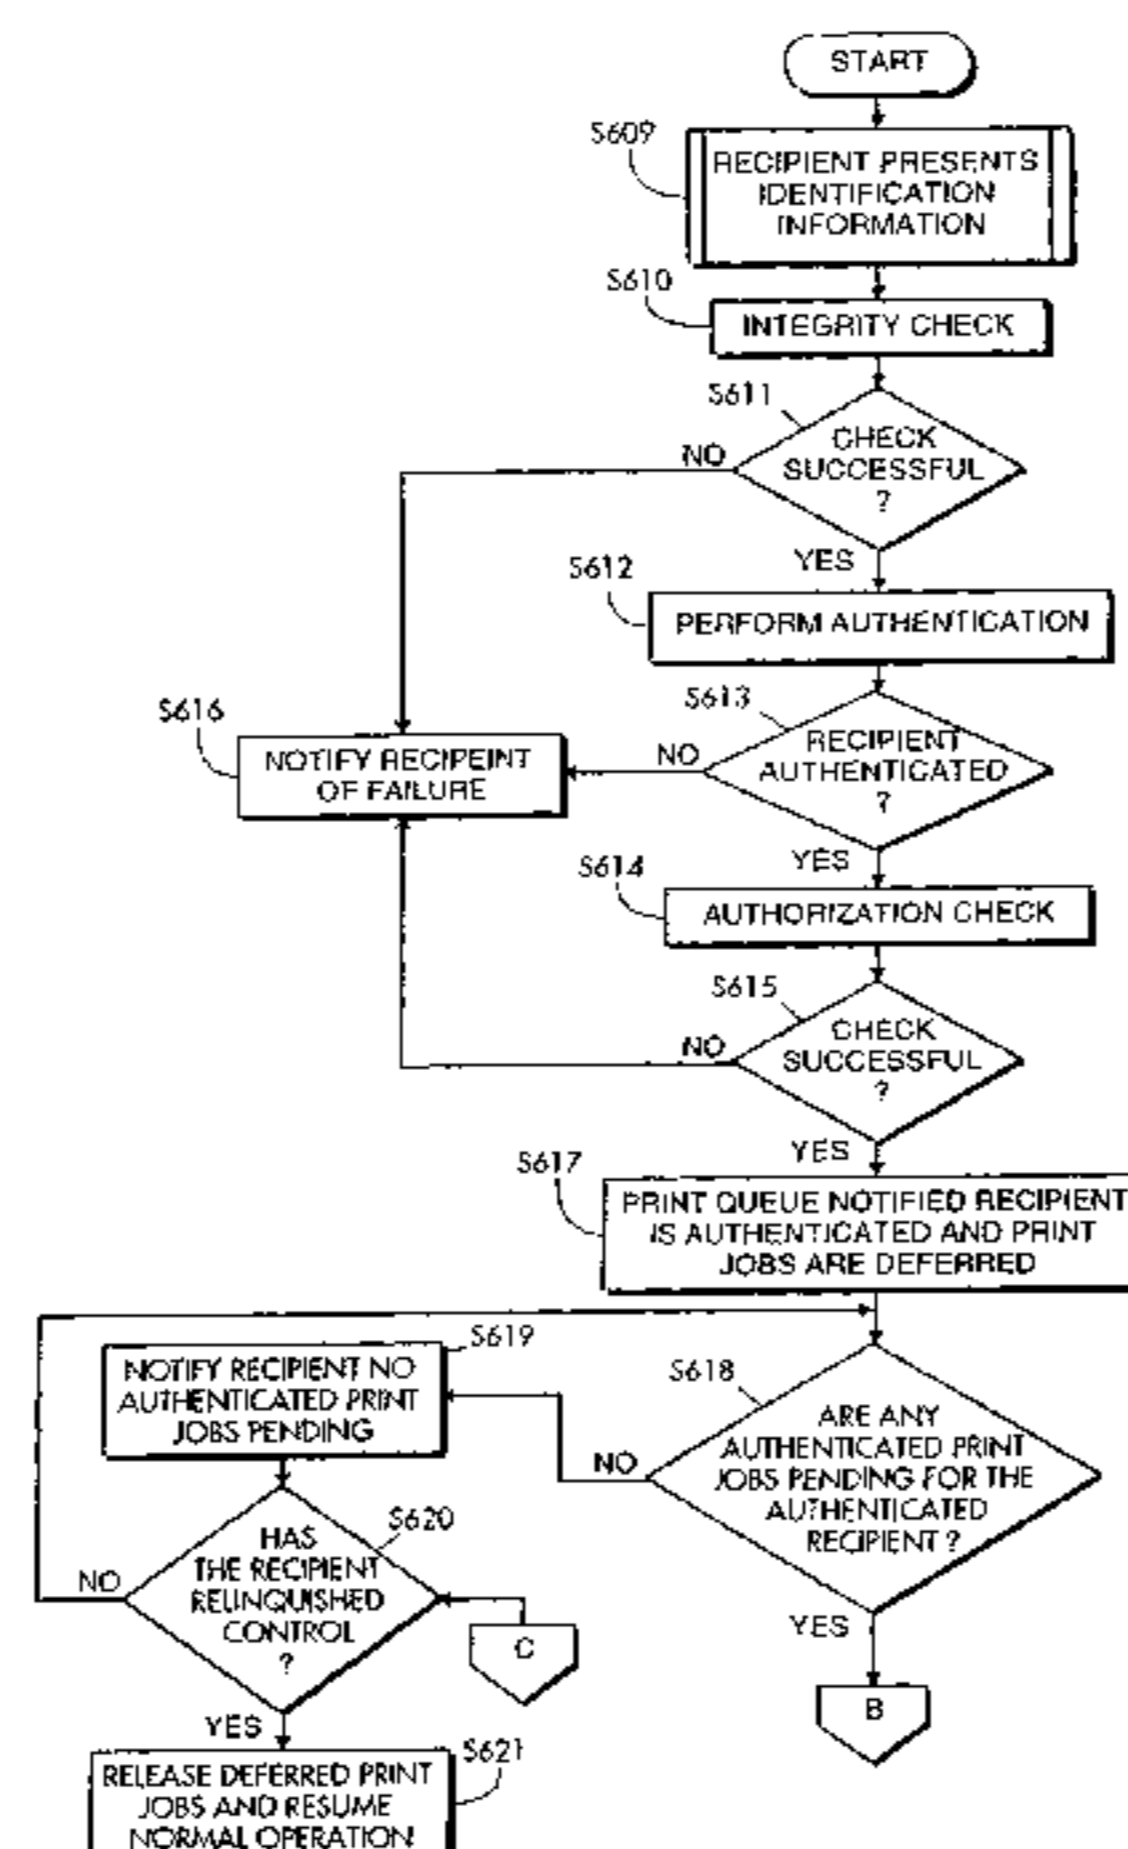 START
S609
RECIPIENT PRESENTS
IDENTIFICATION
INFORMATION
S610
INTEGRITY CHECK
S611
CHECK
SUCCESSFUL
?
NO
YES
S612
PERFORM AUTHENTICATION
S613
RECIPIENT
AUTHENTICATED
?
NO
S616
NOTIFY RECIPEINT
OF FAILURE
YES
S614
AUTHORIZATION CHECK
S615
CHECK
SUCCESSFUL
?
NO
YES
S617
PRINT QUEUE NOTIFIED RECIPIENT
IS AUTHENTICATED AND PRINT
JOBS ARE DEFERRED
S618
ARE ANY
AUTHENTICATED PRINT
JOBS PENDING FOR THE
AUTHENTICATED
RECIPIENT ?
NO
YES
B
S619
NOTIFY RECIPIENT NO
AUTHENTICATED PRINT
JOBS PENDING
S620
HAS
THE RECIPIENT
RELINQUISHED
CONTROL
?
NO
C
YES
S621
RELEASE DEFERRED PRINT
JOBS AND RESUME
NORMAL OPERATION